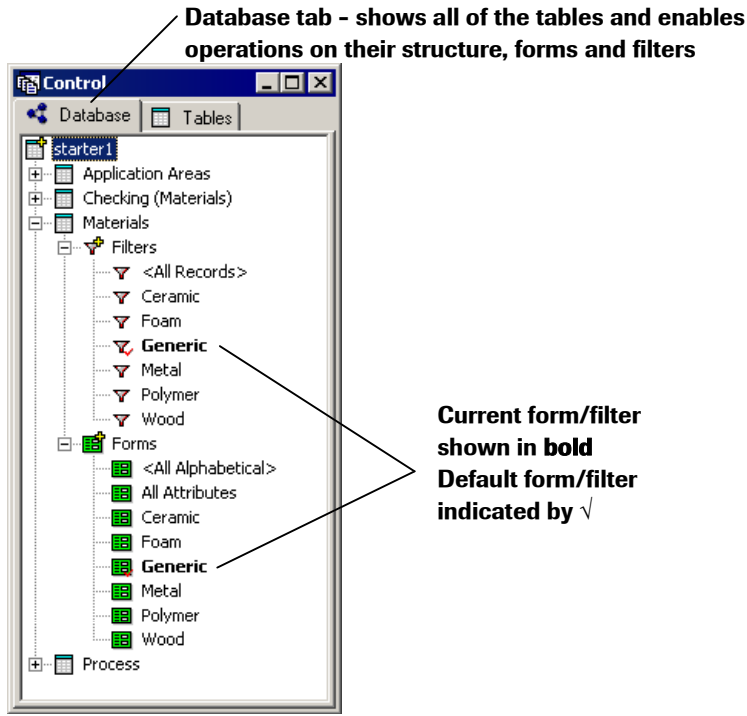 Database tab - shows all of the tables and enables
operations on their structure, forms and filters
Control
Database Tables
starter1
Application Areas
Checking (Materials)
Materials
Filters
<All Records>
Ceramic
Foam
Generic
Metal
Polymer
Wood
Forms
<All Alphabetical>
All Attributes
Ceramic
Foam
Generic
Metal
Polymer
Wood
Process
Current form/filter
shown in bold
Default form/filter
indicated by √